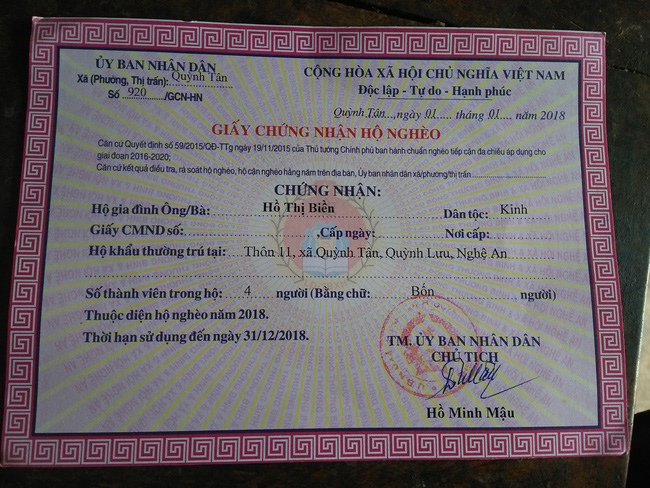 ỦY BAN NHÂN DÂN
Xã (Phường, Thị trấn): Quỳnh Tân
Số 920 /GCN-HN
CỘNG HÒA XÃ HỘI CHỦ NGHĨA VIỆT NAM
Độc lập - Tự do - Hạnh phúc
Quỳnh Tân..., ngày 01..... tháng 01..... năm 2018
GIẤY CHỨNG NHẬN HỘ NGHÈO
Căn cứ Quyết định số 59/2015/QĐ-TTg ngày 19/11/2015 của Thủ tướng Chính phủ ban hành chuẩn nghèo tiếp cận đa chiều áp dụng cho
giai đoạn 2016-2020;
Căn cứ kết quả điều tra, rà soát hộ nghèo, hộ cận nghèo hằng năm trên địa bàn, Ủy ban nhân dân xã/phường/thị trấn
CHỨNG NHẬN:
Hộ gia đình Ông/Bà: Hồ Thị Biền Dân tộc: Kinh
Giấy CMND số: Cấp ngày: Nơi cấp:
Hộ khẩu thường trú tại: Thôn 11, xã Quỳnh Tân, Quỳnh Lưu, Nghệ An
Số thành viên trong hộ: 4 người (Bằng chữ: Bốn người)
Thuộc diện hộ nghèo năm 2018.
Thời hạn sử dụng đến ngày 31/12/2018.
TM. ỦY BAN NHÂN DÂN
CHỦ TỊCH
Hồ Minh Mậu